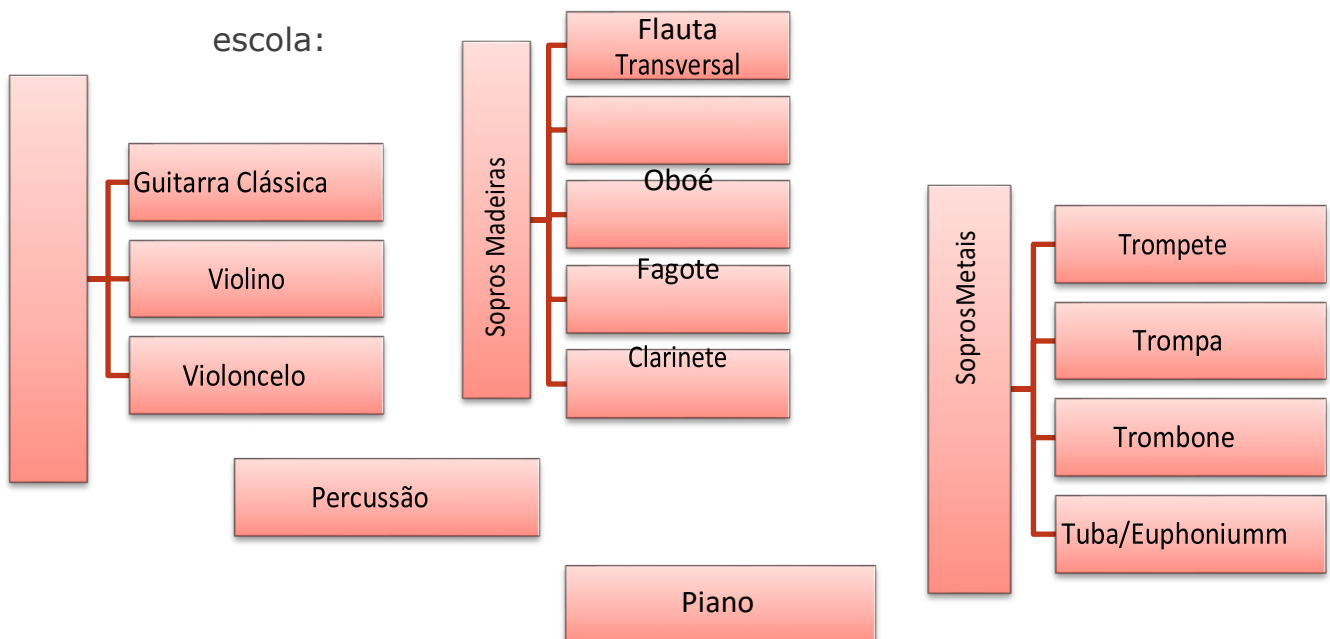 escola:
Guitarra Clássica
Violino
Violoncelo
Sopros Madeiras
Flauta
Transversal
Oboé
Fagote
Clarinete
SoprosMetais
Trompete
Trompa
Trombone
Tuba/Euphoniumm
Percussão
Piano